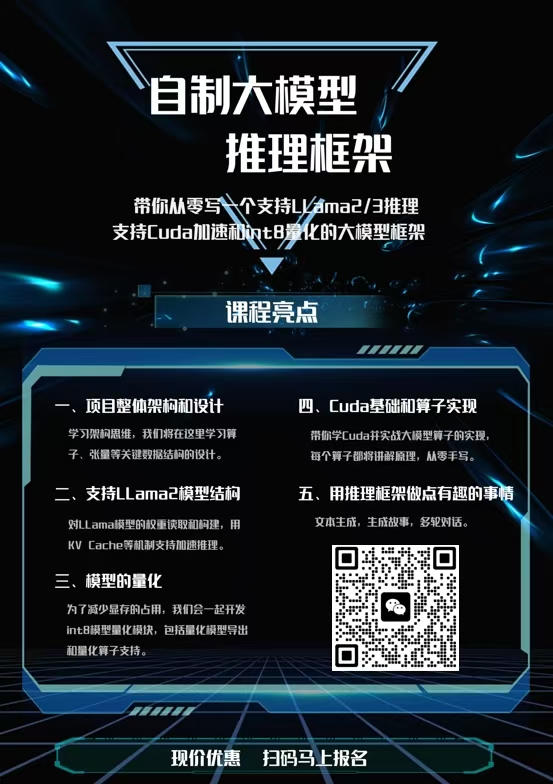 自制大模型
推理框架
带你从零写一个支持LLama2/3推理
支持Cuda加速和int8量化的大模型框架
课程亮点
一、项目整体架构和设计
学习架构思维，我们将在这里学习算
子、张量等关键数据结构的设计。
二、支持LLama2模型结构
对LLama模型的权重读取和构建，用
KV Cache等机制支持加速推理。
三、模型的量化
为了减少显存的占用，我们会一起开发
int8模型量化模块，包括量化模型导出
和量化算子支持。
四、Cuda基础和算子实现
带你学Cuda并实战大模型算子的实现，
每个算子都将讲解原理，从零手写。
五、用推理框架做点有趣的事情
文本生成，生成故事，多轮对话。
现价优惠 扫码马上报名